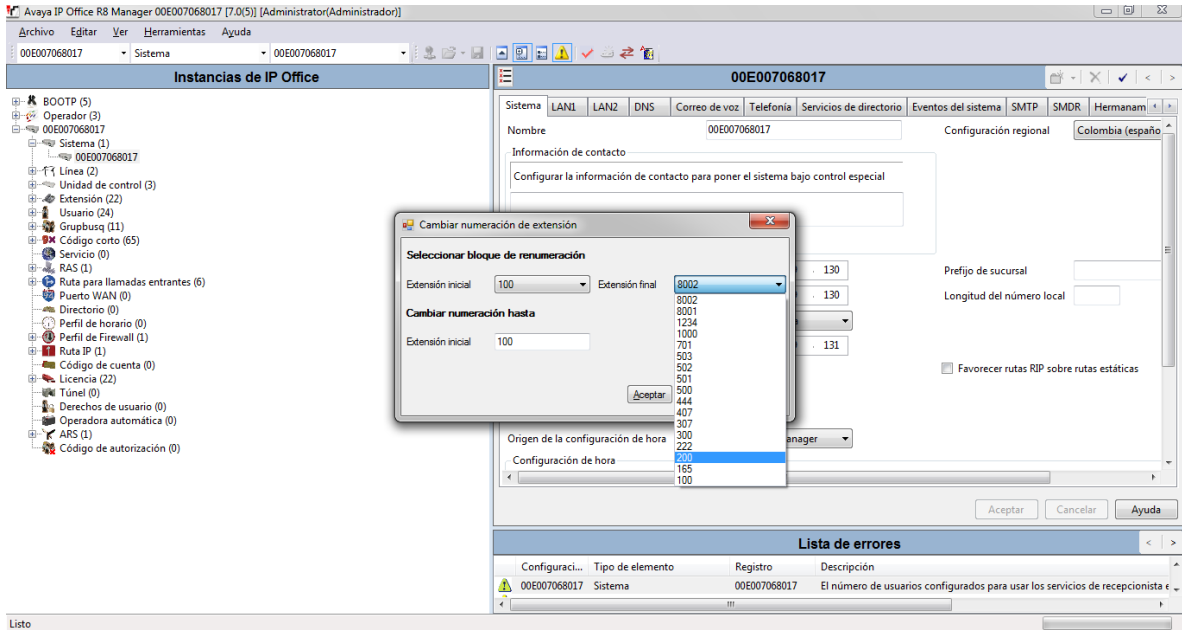 Avaya IP Office R8 Manager 00E007068017 [7.0(5)] [Administrator(Administrador)]
Archivo Editar Ver Herramientas Ayuda
00E007068017 Sistema 00E007068017
Instancias de IP Office
BOOTP (5)
Operador (3)
00E007068017
Sistema (1)
00E007068017
Línea (2)
Unidad de control (3)
Extensión (22)
Usuario (24)
Grupbusq (11)
Código corto (65)
Servicio (0)
RAS (1)
Ruta para llamadas entrantes (6)
Puerto WAN (0)
Directorio (0)
Perfil de horario (0)
Perfil de Firewall (1)
Ruta IP (1)
Código de cuenta (0)
Licencia (22)
Túnel (0)
Derechos de usuario (0)
Operadora automática (0)
ARS (1)
Código de autorización (0)
00E007068017
Sistema LAN1 LAN2 DNS Correo de voz Telefonía Servicios de directorio Eventos del sistema SMTP SMDR Hermanam
Nombre 00E007068017 Configuración regional Colombia (españo
Información de contacto
Configurar la información de contacto para poner el sistema bajo control especial
. 130 Prefijo de sucursal
. 130 Longitud del número local
. 131
Favorecer rutas RIP sobre rutas estáticas
Origen de la configuración de hora anager
Configuración de hora
Cambiar numeración de extensión
Seleccionar bloque de renumeración
Extensión inicial 100 Extensión final 8002
Cambiar numeración hasta
Extensión inicial 100
Aceptar
8002
8001
1234
1000
701
503
502
501
500
444
407
307
300
222
200
165
100
Aceptar Cancelar Ayuda
Lista de errores
Configuraci... Tipo de elemento Registro Descripción
00E007068017 Sistema 00E007068017 El número de usuarios configurados para usar los servicios de recepcionista e
Listo